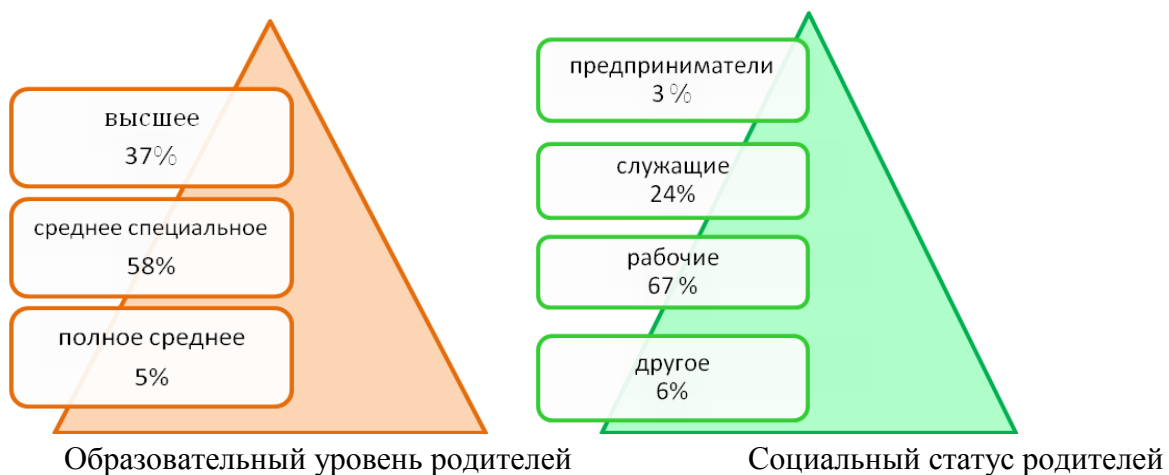 высшее
37%
среднее специальное
58%
полное среднее
5%
Образовательный уровень родителей
предприниматели
3 %
служащие
24%
рабочие
67 %
другое
6%
Социальный статус родителей